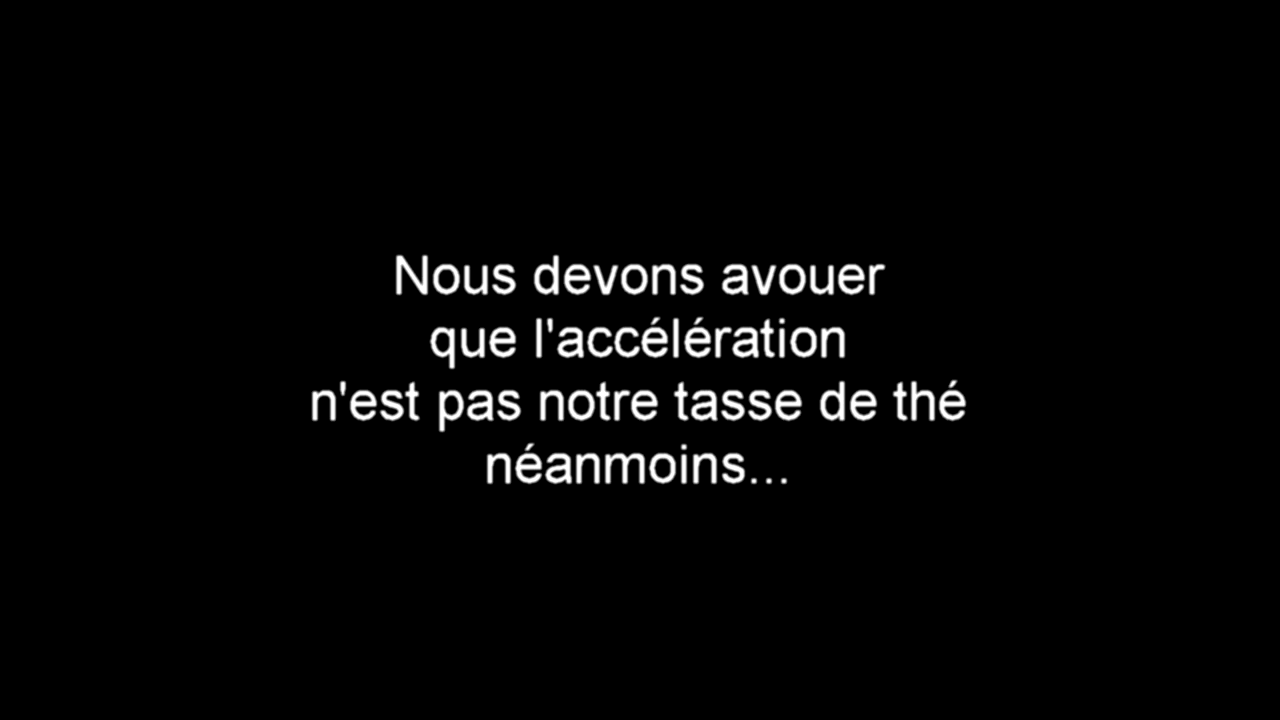 Nous devons avouer
que l'accélération
n'est pas notre tasse de thé
néanmoins...